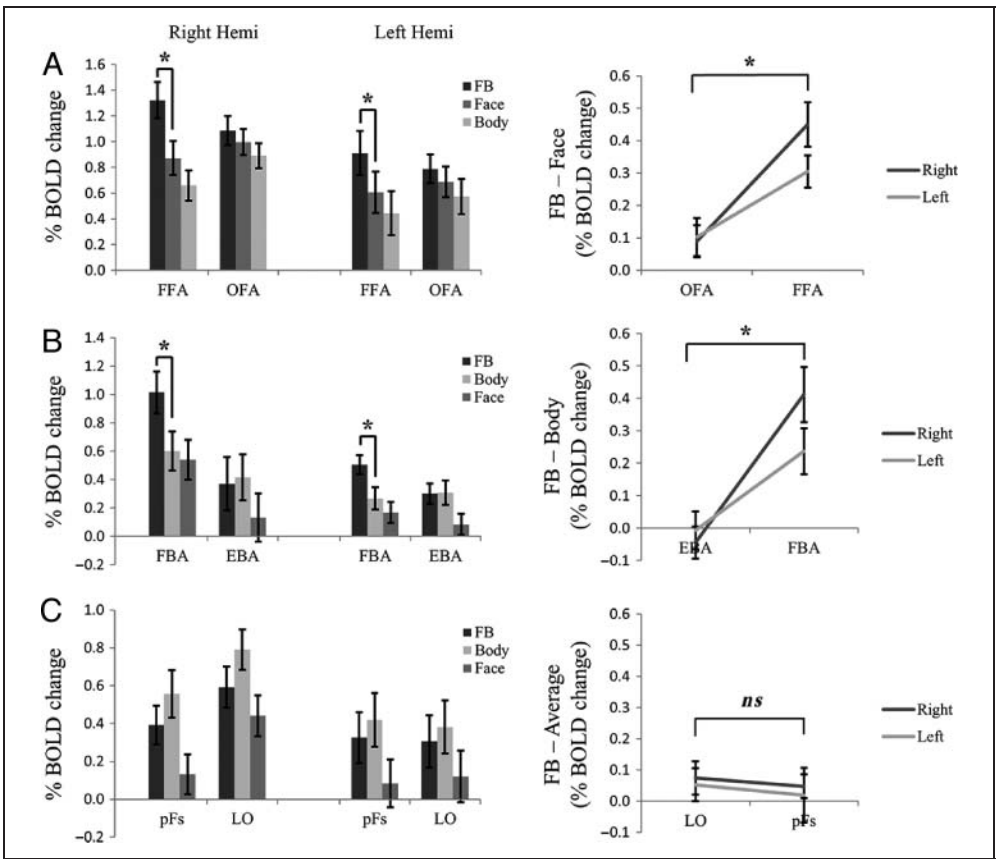 Right Hemi
Left Hemi
A
% BOLD change
1.6
1.4
1.2
1.0
0.8
0.6
0.4
0.2
0.0
*
*
FB
Face
Body
FFA
OFA
FFA
OFA
FB – Face
(% BOLD change)
0.6
0.5
0.4
0.3
0.2
0.1
0.0
*
Right
Left
OFA
FFA
B
% BOLD change
1.4
1.2
1.0
0.8
0.6
0.4
0.2
0.0
−0.2
*
*
FB
Body
Face
FBA
EBA
FBA
EBA
FB – Body
(% BOLD change)
0.6
0.5
0.4
0.3
0.2
0.1
0.0
−0.1
*
Right
Left
EBA
FBA
C
% BOLD change
1.0
0.8
0.6
0.4
0.2
0.0
−0.2
FB
Body
Face
pFs
LO
pFs
LO
FB – Average
(% BOLD change)
0.6
0.5
0.4
0.3
0.2
0.1
0.0
−0.1
ns
Right
Left
LO
pFs